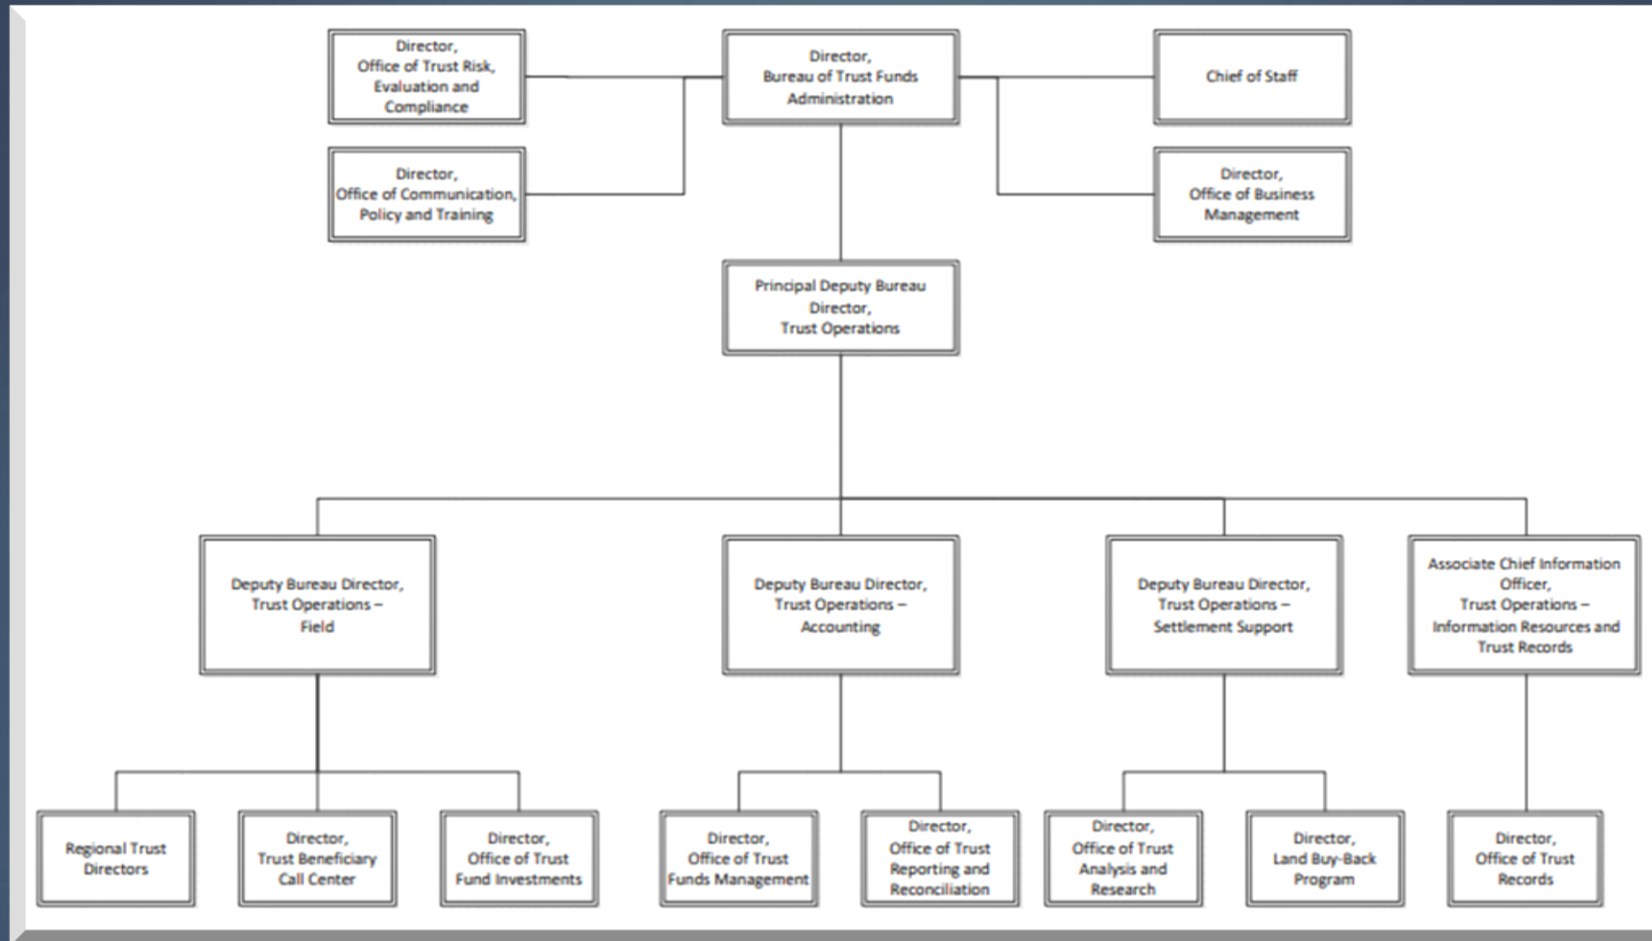 Director,
Office of Trust Risk,
Evaluation and
Compliance
Director,
Bureau of Trust Funds
Administration
Chief of Staff
Director,
Office of Communication,
Policy and Training
Director,
Office of Business
Management
Principal Deputy Bureau
Director,
Trust Operations
Deputy Bureau Director,
Trust Operations –
Field
Deputy Bureau Director,
Trust Operations –
Accounting
Deputy Bureau Director,
Trust Operations –
Settlement Support
Associate Chief Information
Officer,
Trust Operations –
Information Resources and
Trust Records
Regional Trust
Directors
Director,
Trust Beneficiary
Call Center
Director,
Office of Trust
Fund Investments
Director,
Office of Trust
Funds Management
Director,
Office of Trust
Reporting and
Reconciliation
Director,
Office of Trust
Analysis and
Research
Director,
Land Buy-Back
Program
Director,
Office of Trust
Records